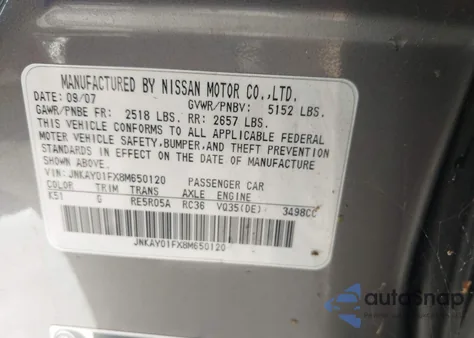 MANUFACTURED BY NISSAN MOTOR CO.,LTD.
DATE: 09/07 GVWR/PNBV: 5152 LBS.
GAWR/PNBE FR: 2518 LBS. RR: 2657 LBS.
THIS VEHICLE CONFORMS TO ALL APPLICABLE FEDERAL
MOTOR VEHICLE SAFETY,BUMPER,AND THEFT PREVENTION
STANDARDS IN EFFECT ON THE DATE OF MANUFACTURE
SHOWN ABOVE.
VIN: JNKAY01FX8M650120 PASSENGER CAR
COLOR TRIM TRANS AXLE ENGINE
K51 G RE5R05A RC36 VQ35(DE) 3498CC
JNKAY01FX8M650120
autoSnap